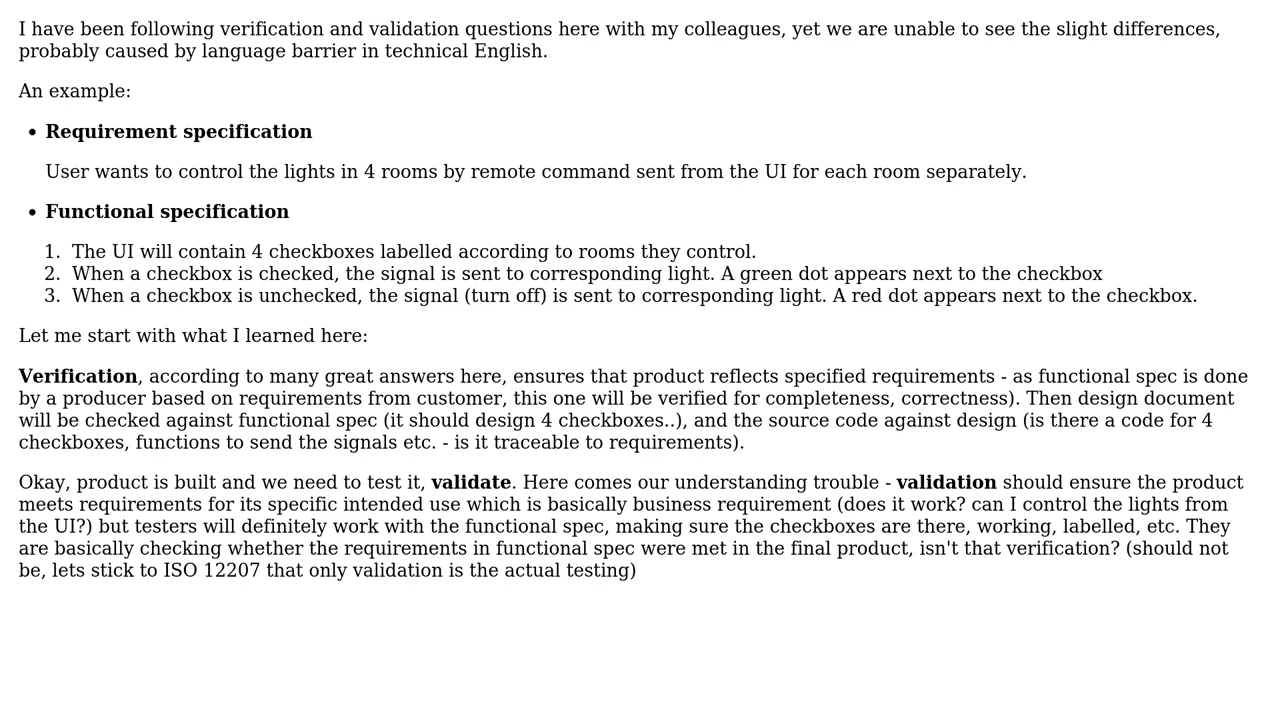 I have been following verification and validation questions here with my colleagues, yet we are unable to see the slight differences,
probably caused by language barrier in technical English.
An example:
• Requirement specification
User wants to control the lights in 4 rooms by remote command sent from the UI for each room separately.
• Functional specification
1. The UI will contain 4 checkboxes labelled according to rooms they control.
2. When a checkbox is checked, the signal is sent to corresponding light. A green dot appears next to the checkbox
3. When a checkbox is unchecked, the signal (turn off) is sent to corresponding light. A red dot appears next to the checkbox.
Let me start with what I learned here:
Verification, according to many great answers here, ensures that product reflects specified requirements - as functional spec is done
by a producer based on requirements from customer, this one will be verified for completeness, correctness). Then design document
will be checked against functional spec (it should design 4 checkboxes..), and the source code against design (is there a code for 4
checkboxes, functions to send the signals etc. - is it traceable to requirements).
Okay, product is built and we need to test it, validate. Here comes our understanding trouble - validation should ensure the product
meets requirements for its specific intended use which is basically business requirement (does it work? can I control the lights from
the UI?) but testers will definitely work with the functional spec, making sure the checkboxes are there, working, labelled, etc. They
are basically checking whether the requirements in functional spec were met in the final product, isn't that verification? (should not
be, lets stick to ISO 12207 that only validation is the actual testing)